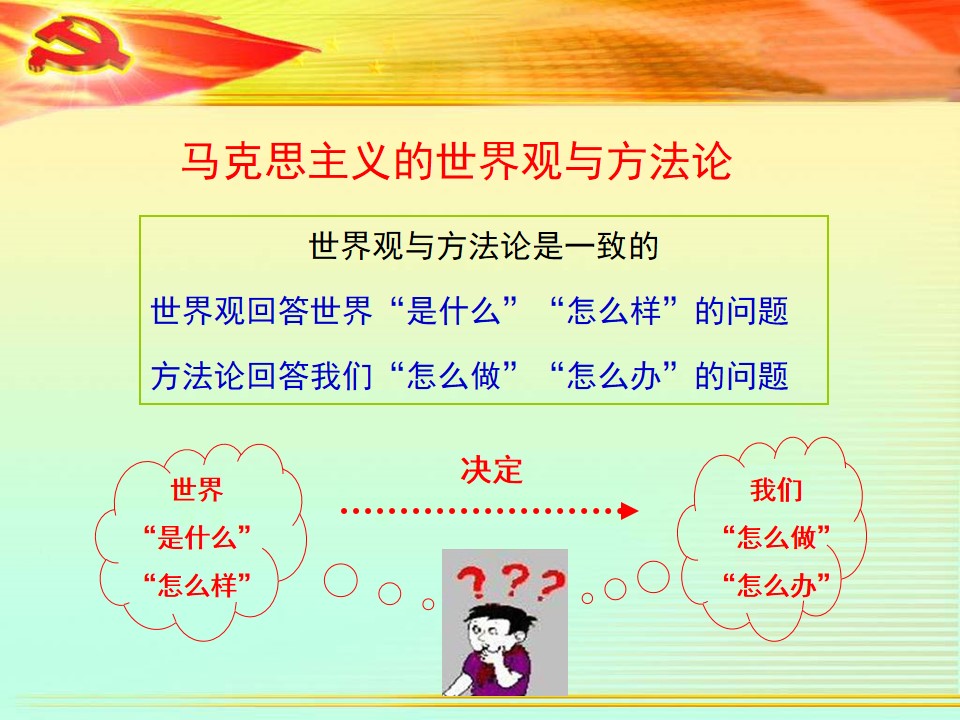 马克思主义的世界观与方法论
世界观与方法论是一致的
世界观回答世界“是什么”“怎么样”的问题
方法论回答我们“怎么做”“怎么办”的问题
决定
世界
“是什么”
“怎么样”
我们
“怎么做”
“怎么办”
? ? ?